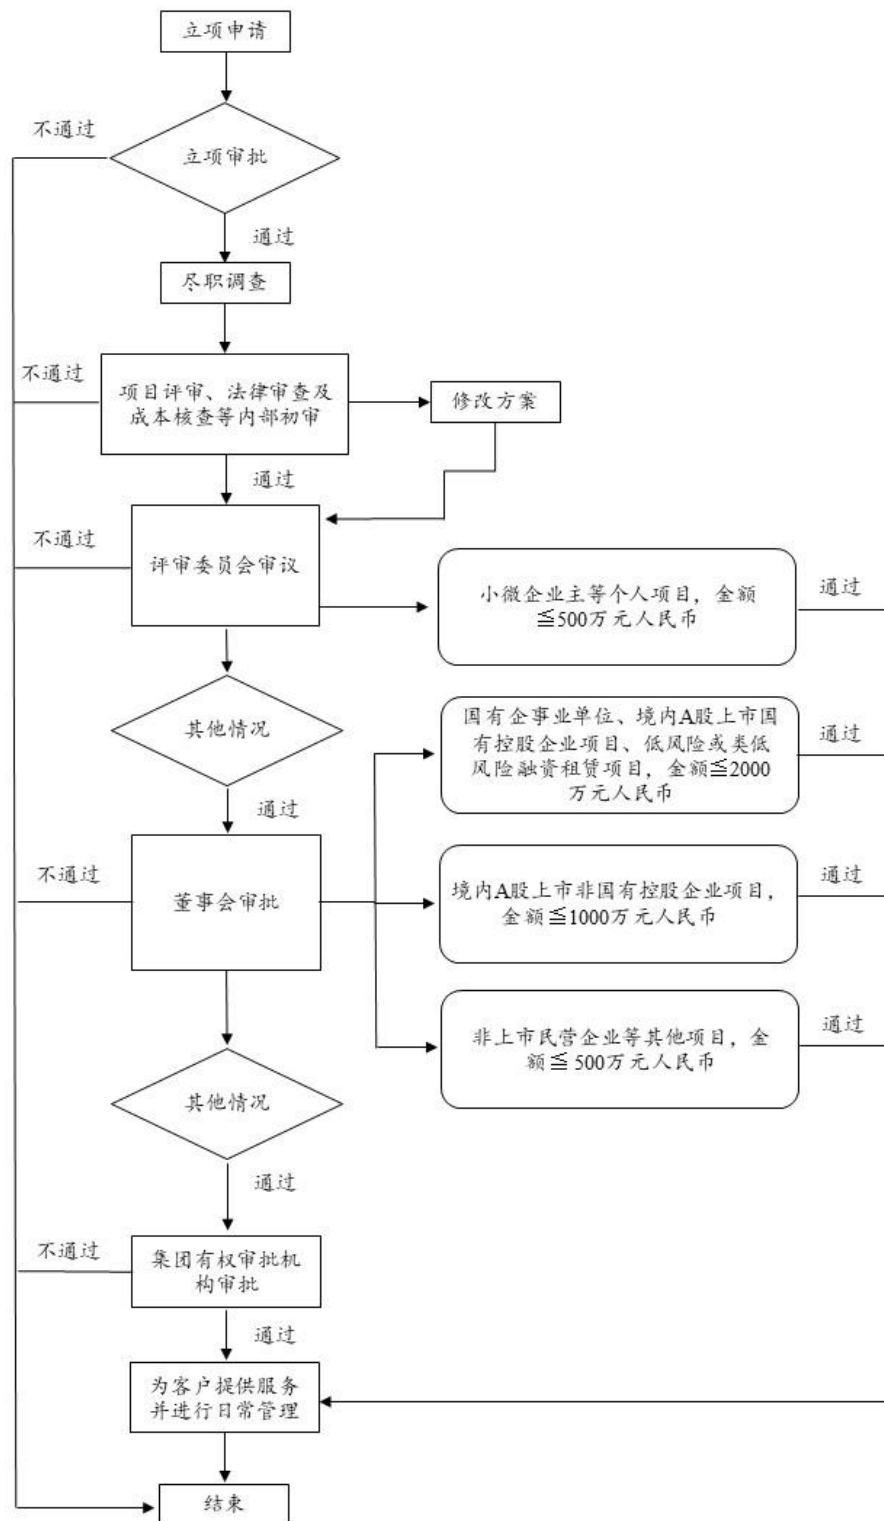 立项申请
不通过
立项审批
通过
尽职调查
不通过
项目评审、法律审查及
成本核查等内部初审
修改方案
通过
不通过
评审委员会审议
小微企业主等个人项目，金额
≦500万元人民币
通过
其他情况
国有企事业单位、境内A股上市国
有控股企业项目、低风险或类低
风险融资租赁项目，金额≦2000
万元人民币
通过
通过
不通过
董事会审批
境内A股上市非国有控股企业项目，
金额≦1000万元人民币
通过
非上市民营企业等其他项目，金
额≦500万元人民币
通过
其他情况
通过
不通过
集团有权审批机
构审批
通过
为客户提供服务
并进行日常管理
结束